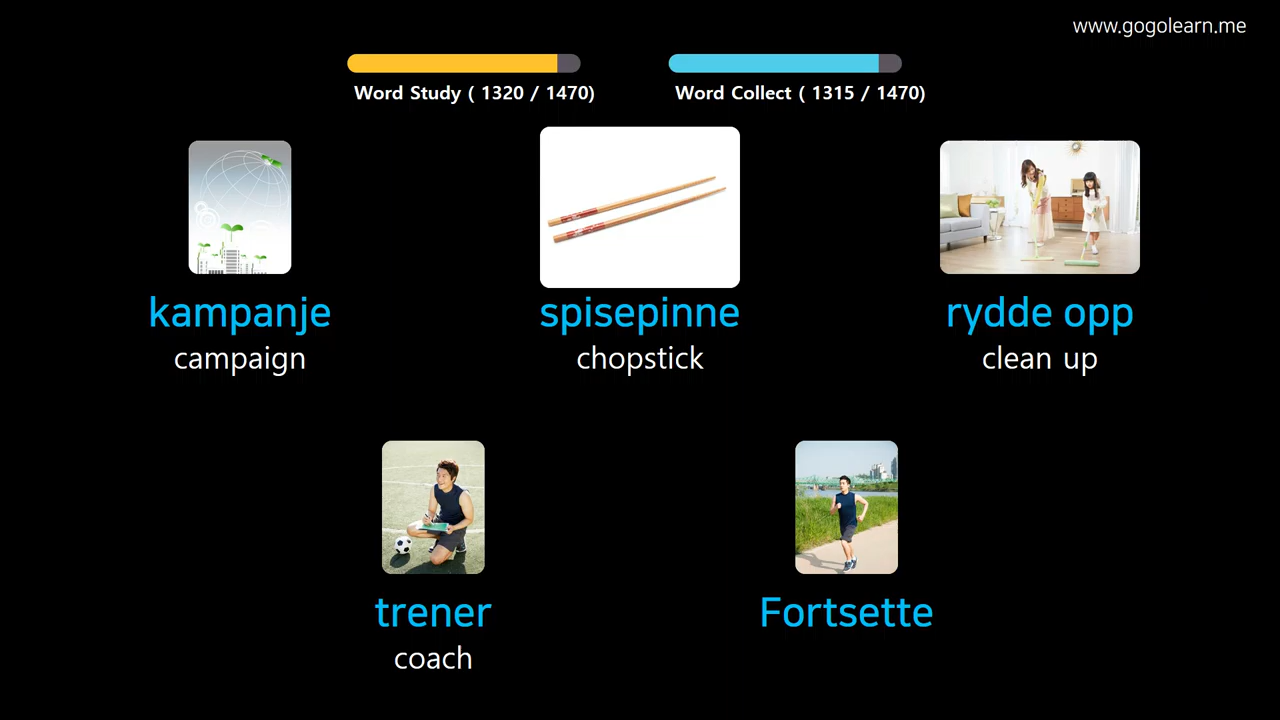 www.gogolearn.me
Word Study ( 1320 / 1470)
Word Collect ( 1315 / 1470)
kampanje
campaign
spisepinne
chopstick
rydde opp
clean up
trener
coach
Fortsette